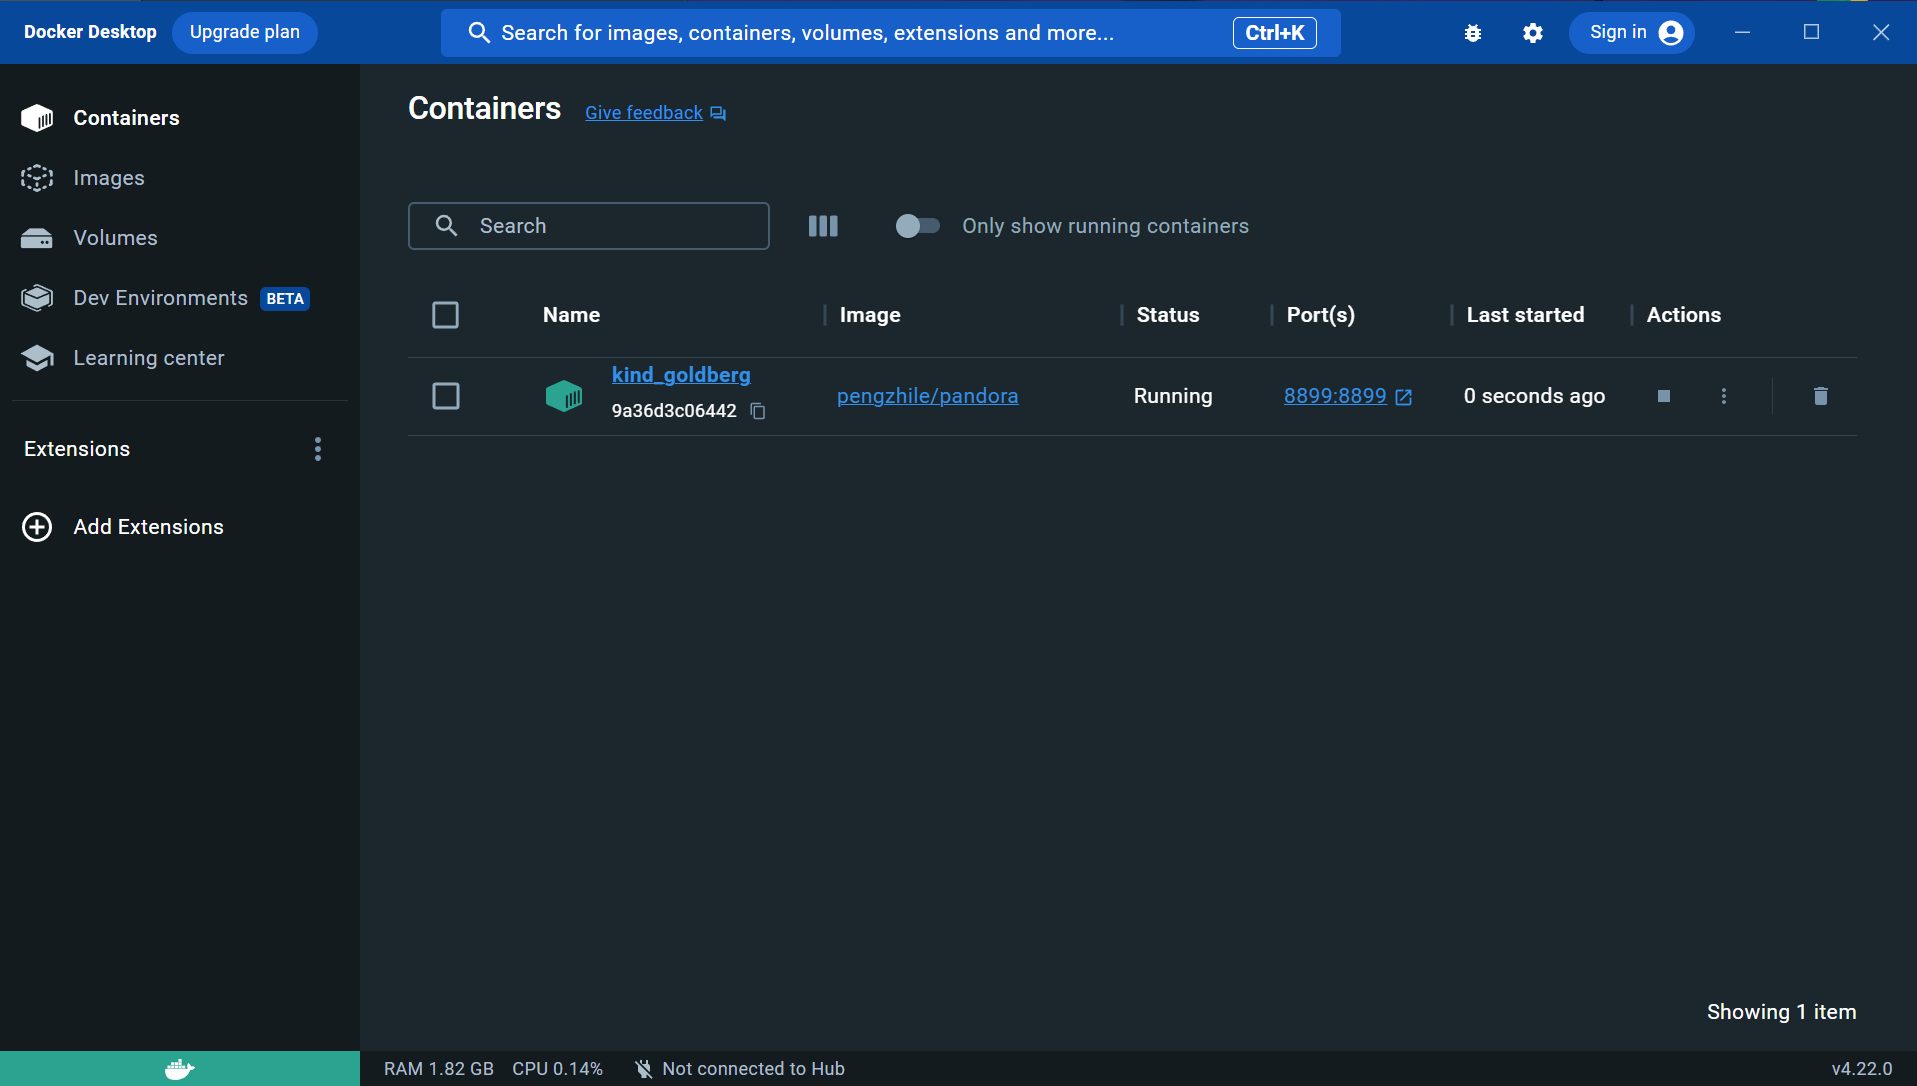 Docker Desktop Upgrade plan Search for images, containers, volumes, extensions and more... Ctrl+K Sign in
Containers
Images
Volumes
Dev Environments BETA
Learning center
Extensions
Add Extensions
Containers Give feedback
Search Only show running containers
Name Image Status Port(s) Last started Actions
kind_goldberg
9a36d3c06442
pengzhile/pandora Running 8899:8899 0 seconds ago
Showing 1 item
RAM 1.82 GB CPU 0.14% Not connected to Hub v4.22.0